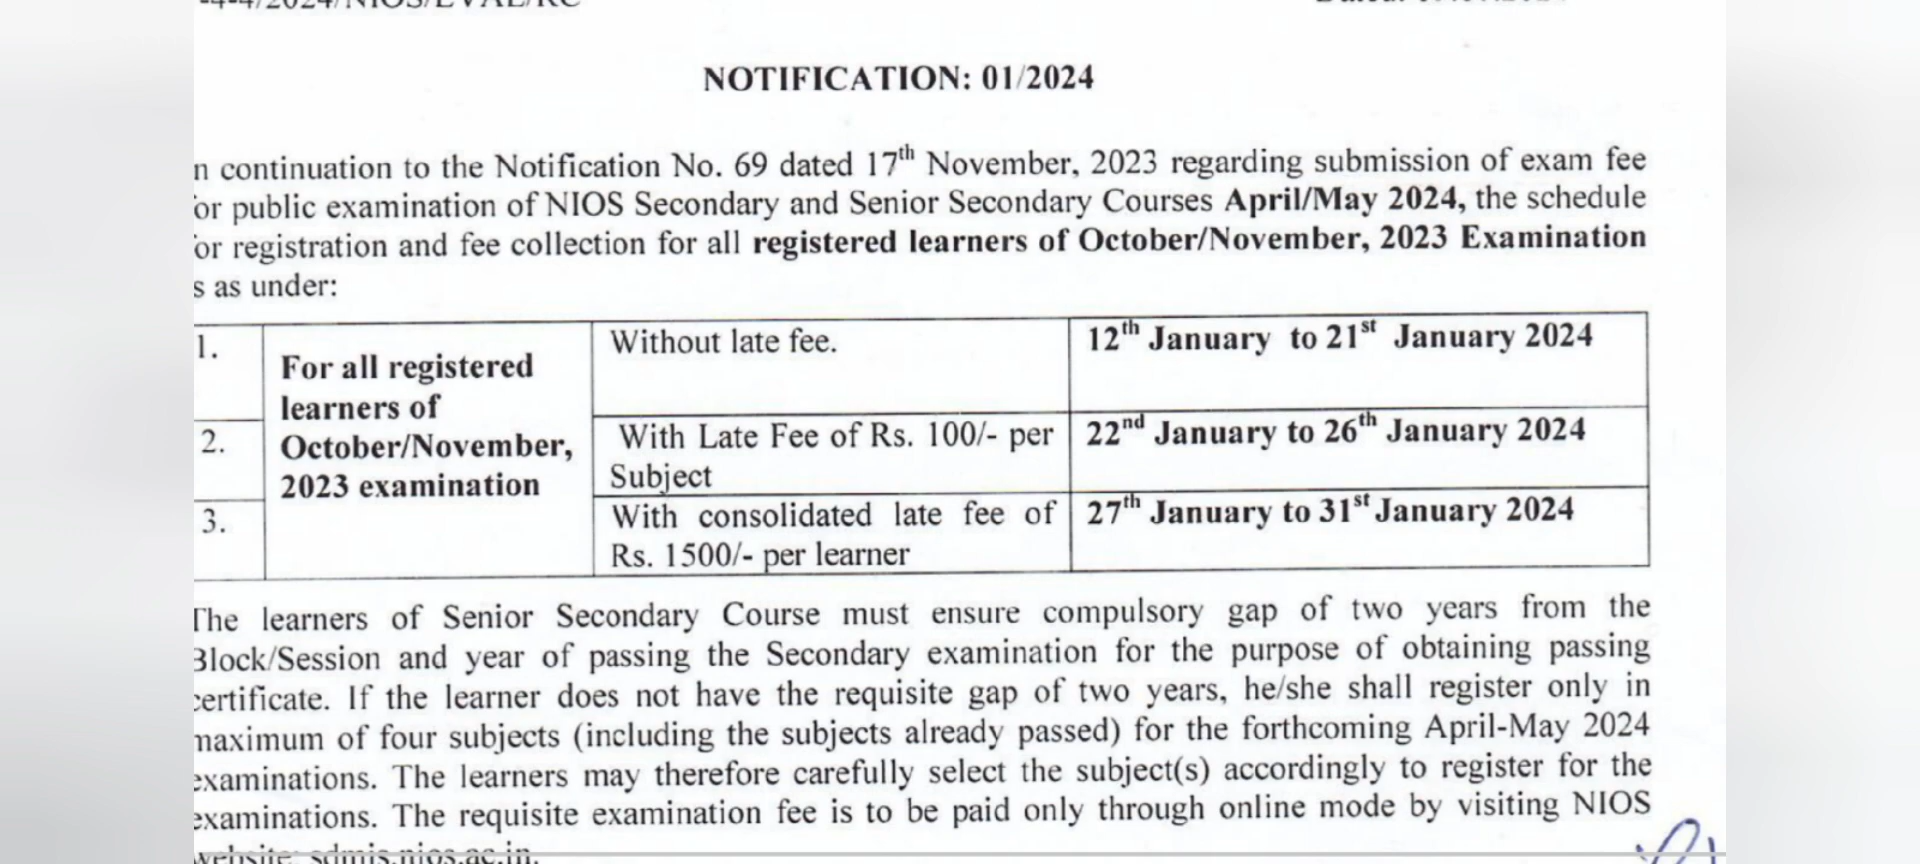 NOTIFICATION: 01/2024
n continuation to the Notification No. 69 dated 17th November, 2023 regarding submission of exam fee
or public examination of NIOS Secondary and Senior Secondary Courses April/May 2024, the schedule
or registration and fee collection for all registered learners of October/November, 2023 Examination
s as under:
1.
For all registered
learners of
October/November,
2023 examination
Without late fee.
12th January to 21st January 2024
2.
With Late Fee of Rs. 100/- per
Subject
22nd January to 26th January 2024
3.
With consolidated late fee of
Rs. 1500/- per learner
27th January to 31st January 2024
The learners of Senior Secondary Course must ensure compulsory gap of two years from the
Block/Session and year of passing the Secondary examination for the purpose of obtaining passing
certificate. If the learner does not have the requisite gap of two years, he/she shall register only in
maximum of four subjects (including the subjects already passed) for the forthcoming April-May 2024
examinations. The learners may therefore carefully select the subject(s) accordingly to register for the
examinations. The requisite examination fee is to be paid only through online mode by visiting NIOS
website: sdmis.nios.ac.in.